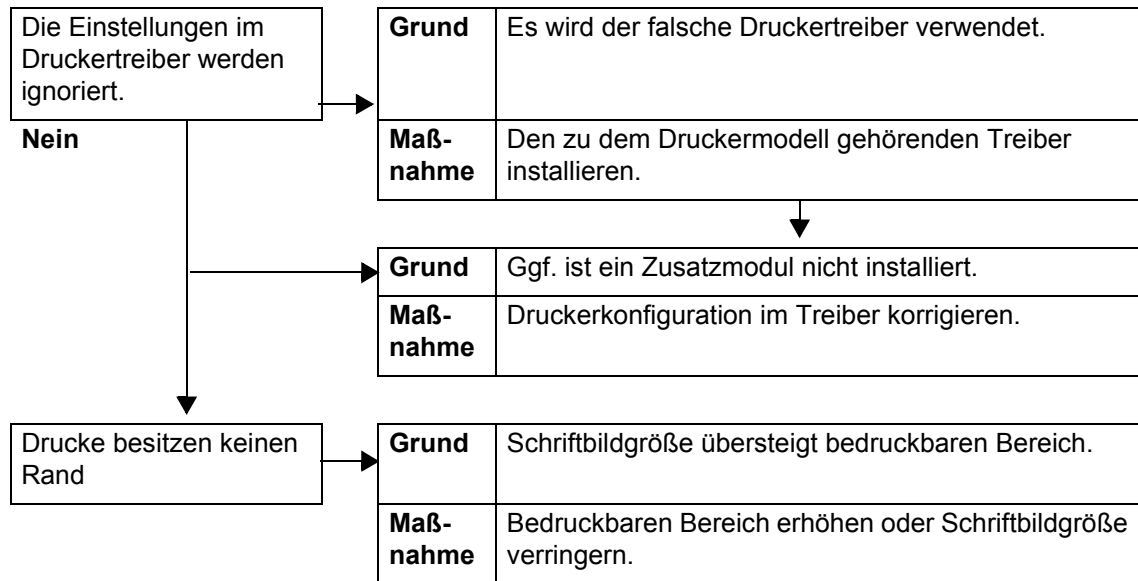 Die Einstellungen im
Druckertreiber werden
ignoriert.
Grund
Es wird der falsche Druckertreiber verwendet.
Nein
Maß-
nahme
Den zu dem Druckermodell gehörenden Treiber
installieren.
Grund
Ggf. ist ein Zusatzmodul nicht installiert.
Maß-
nahme
Druckerkonfiguration im Treiber korrigieren.
Drucke besitzen keinen
Rand
Grund
Schriftbildgröße übersteigt bedruckbaren Bereich.
Maß-
nahme
Bedruckbaren Bereich erhöhen oder Schriftbildgröße
verringern.